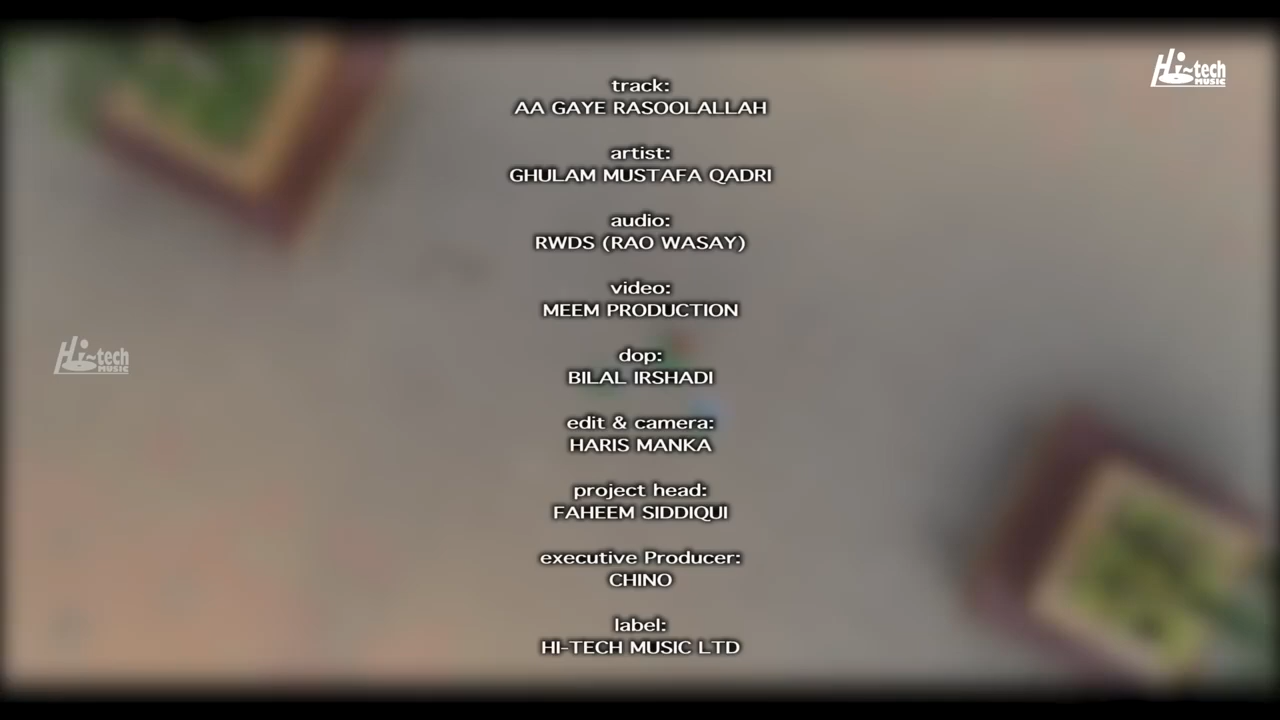 Hi-tech
MUSIC
track:
AA GAYE RASOOLALLAH
artist:
GHULAM MUSTAFA QADRI
audio:
RWDS (RAO WASAY)
video:
MEEM PRODUCTION
dop:
BILAL IRSHADI
Hi-tech
MUSIC
edit & camera:
HARIS MANKA
project head:
FAHEEM SIDDIQUI
executive Producer:
CHINO
label:
HI-TECH MUSIC LTD